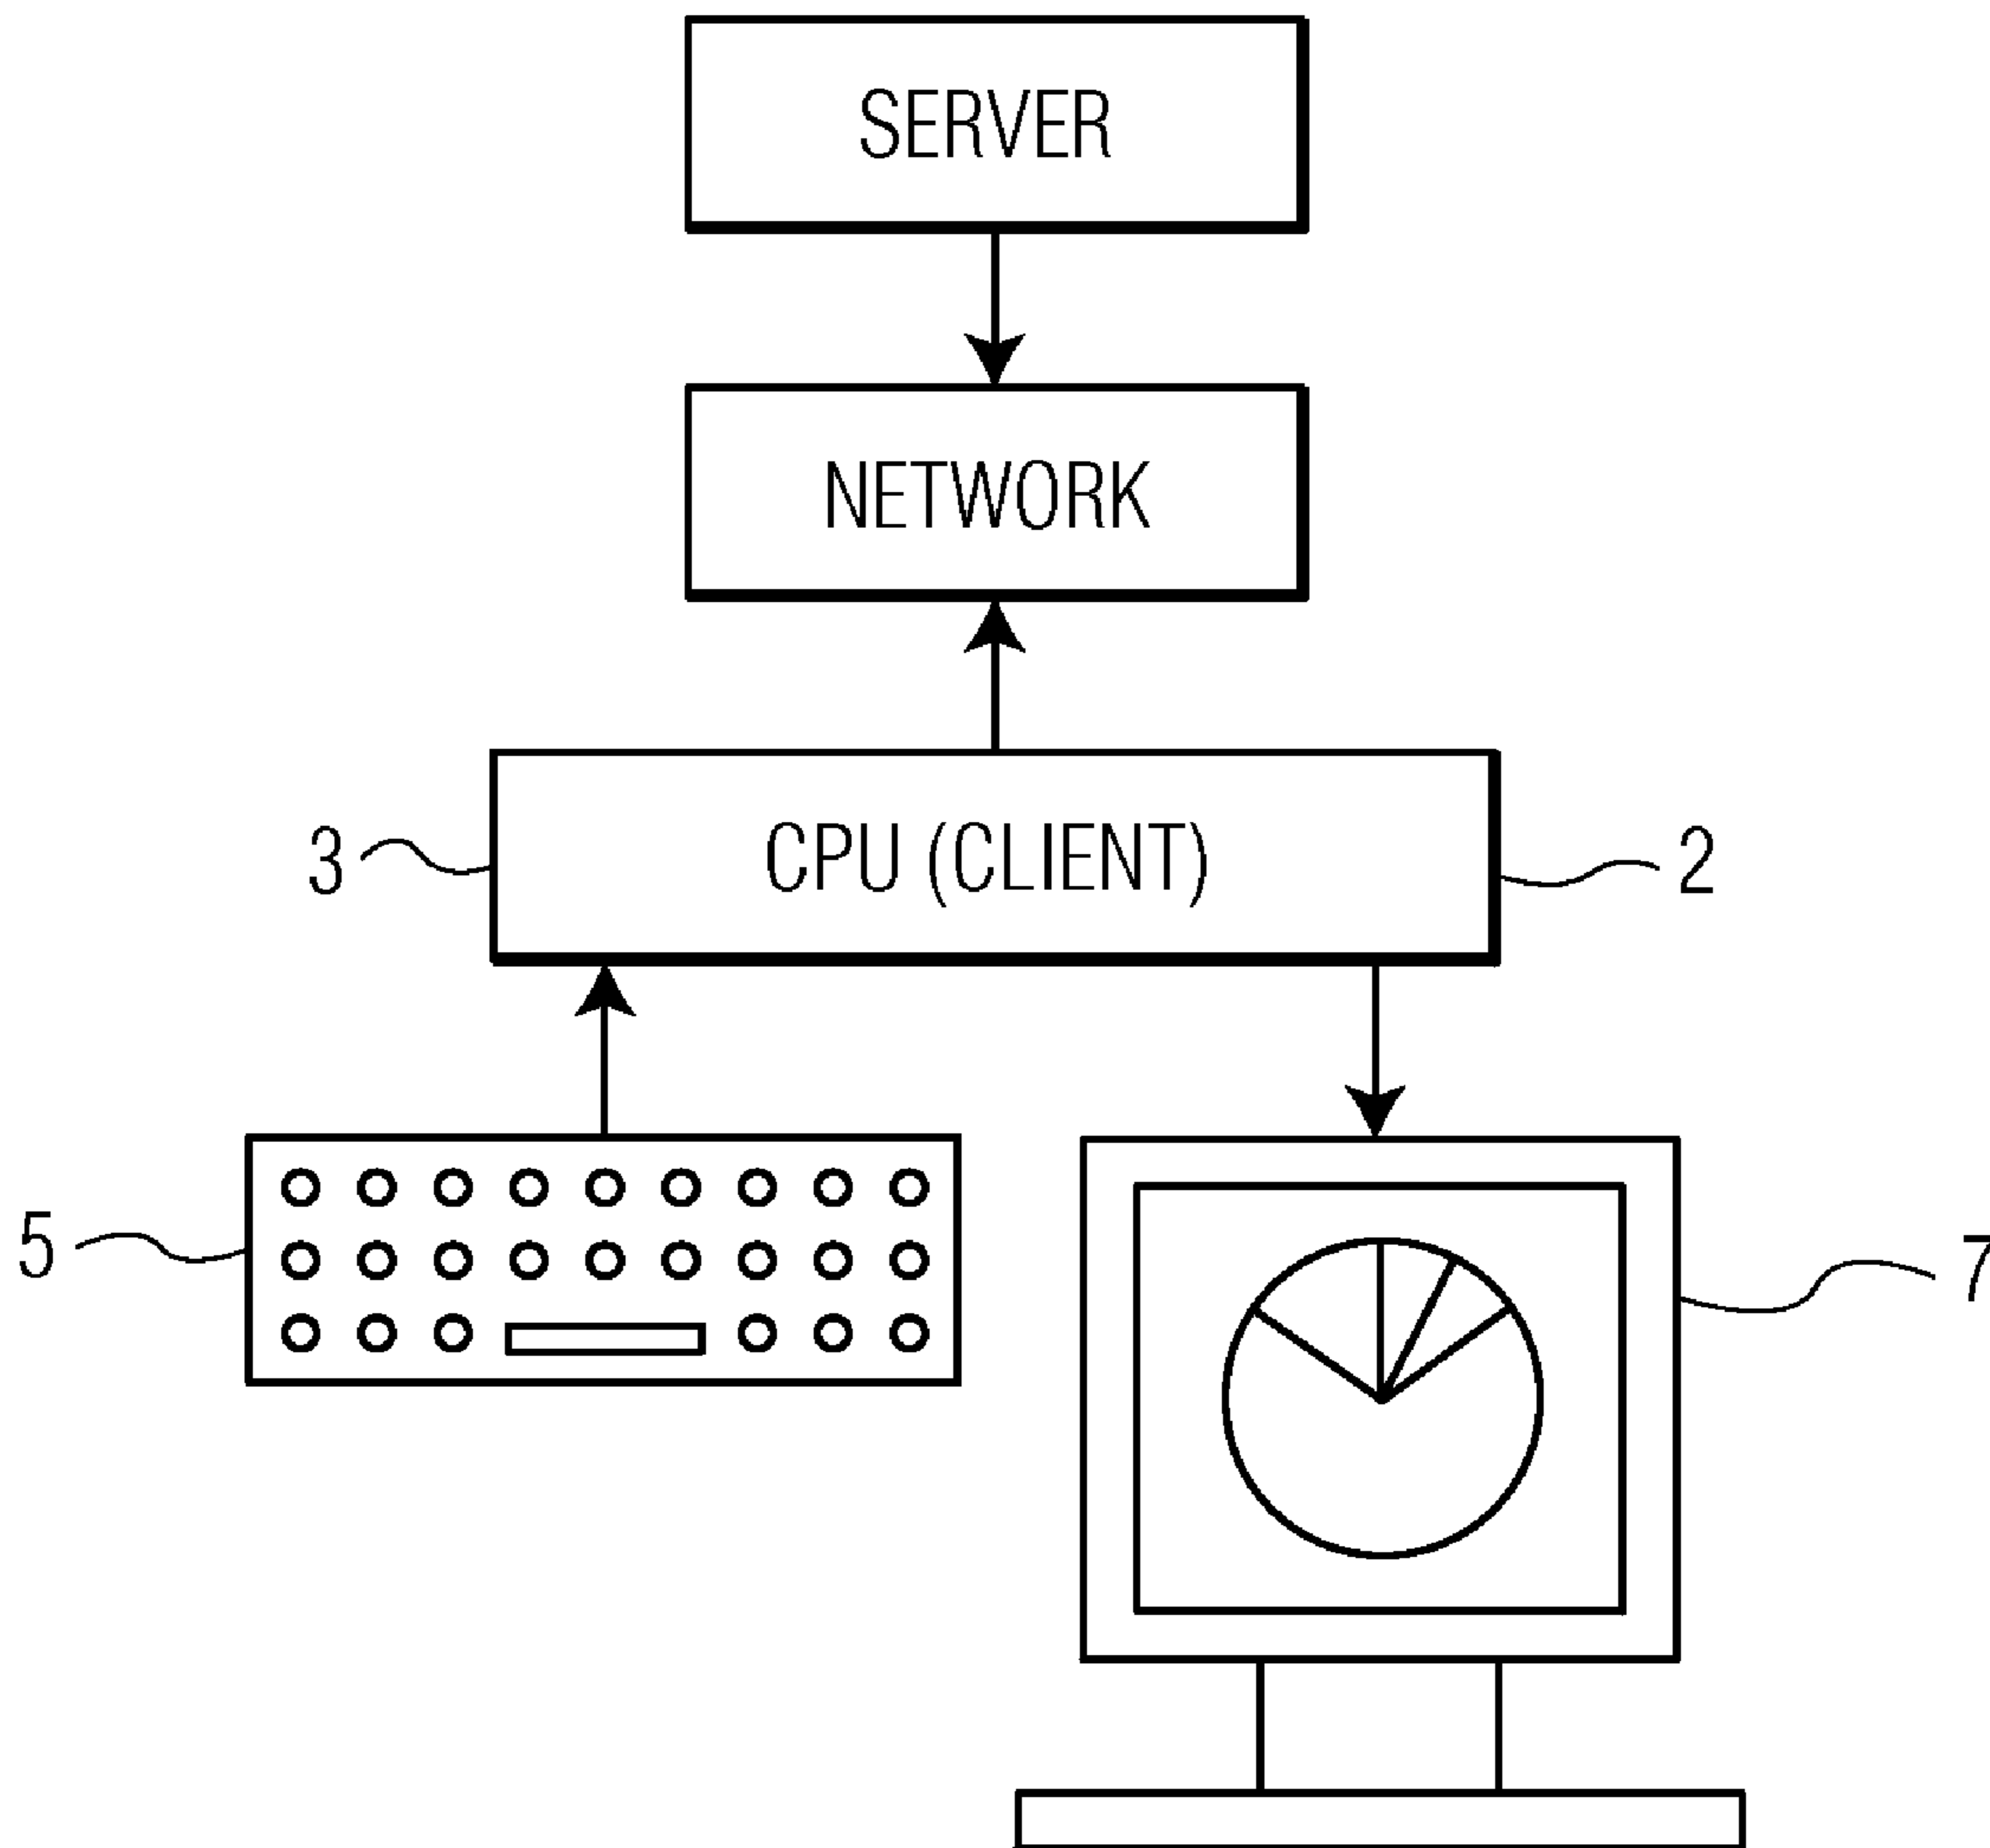 SERVER
NETWORK
3 CPU (CLIENT) 2
5
7